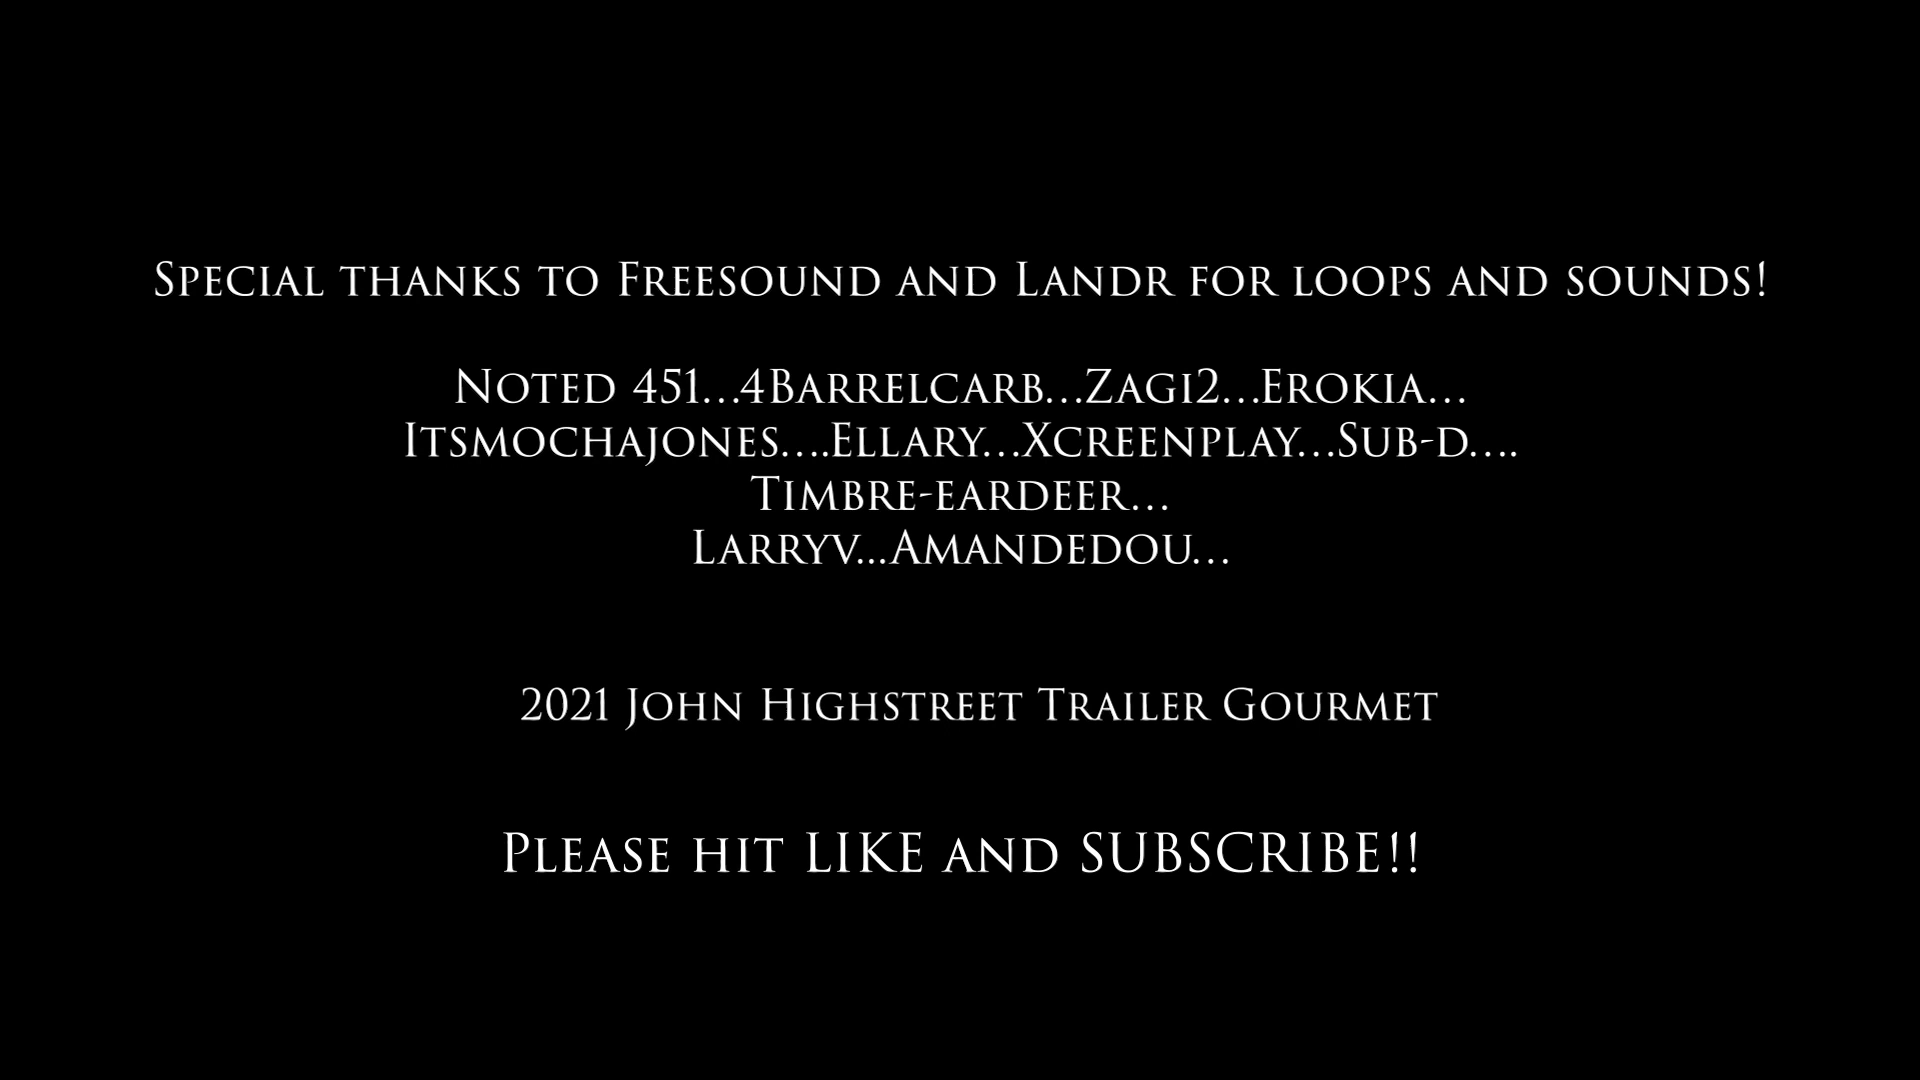 Special thanks to Freesound and Landr for loops and sounds!
Noted 451...4Barrelcarb...Zagi2...Erokia...
Itsmochajones....Ellary...Xcreenplay...Sub-d....
Timbre-eardeer...
Larryv...Amandedou...
2021 John Highstreet Trailer Gourmet
Please hit LIKE and SUBSCRIBE!!